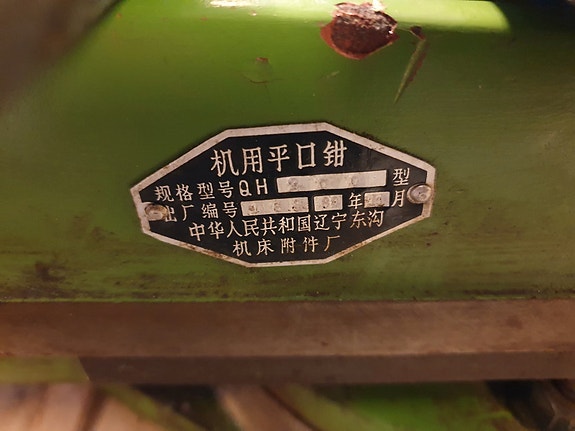 机用平口钳
规格型号QH 200 型
出厂编号 年 月
中华人民共和国辽宁东沟
机床附件厂